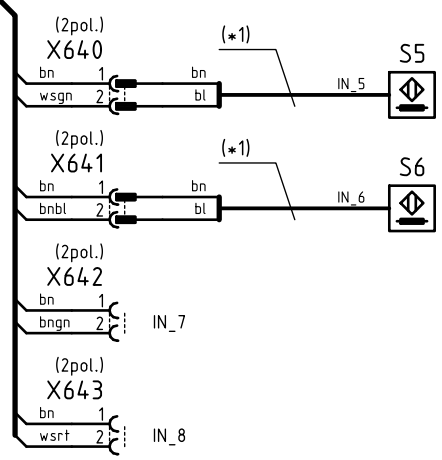 (2pol.)
X640
(*1)
S5
bn 1 bn
IN_5
wsgn 2 bl
(2pol.)
X641
(*1)
S6
bn 1 bn
IN_6
bnbl 2 bl
(2pol.)
X642
bn 1
bngn 2 IN_7
(2pol.)
X643
bn 1
wsrt 2 IN_8